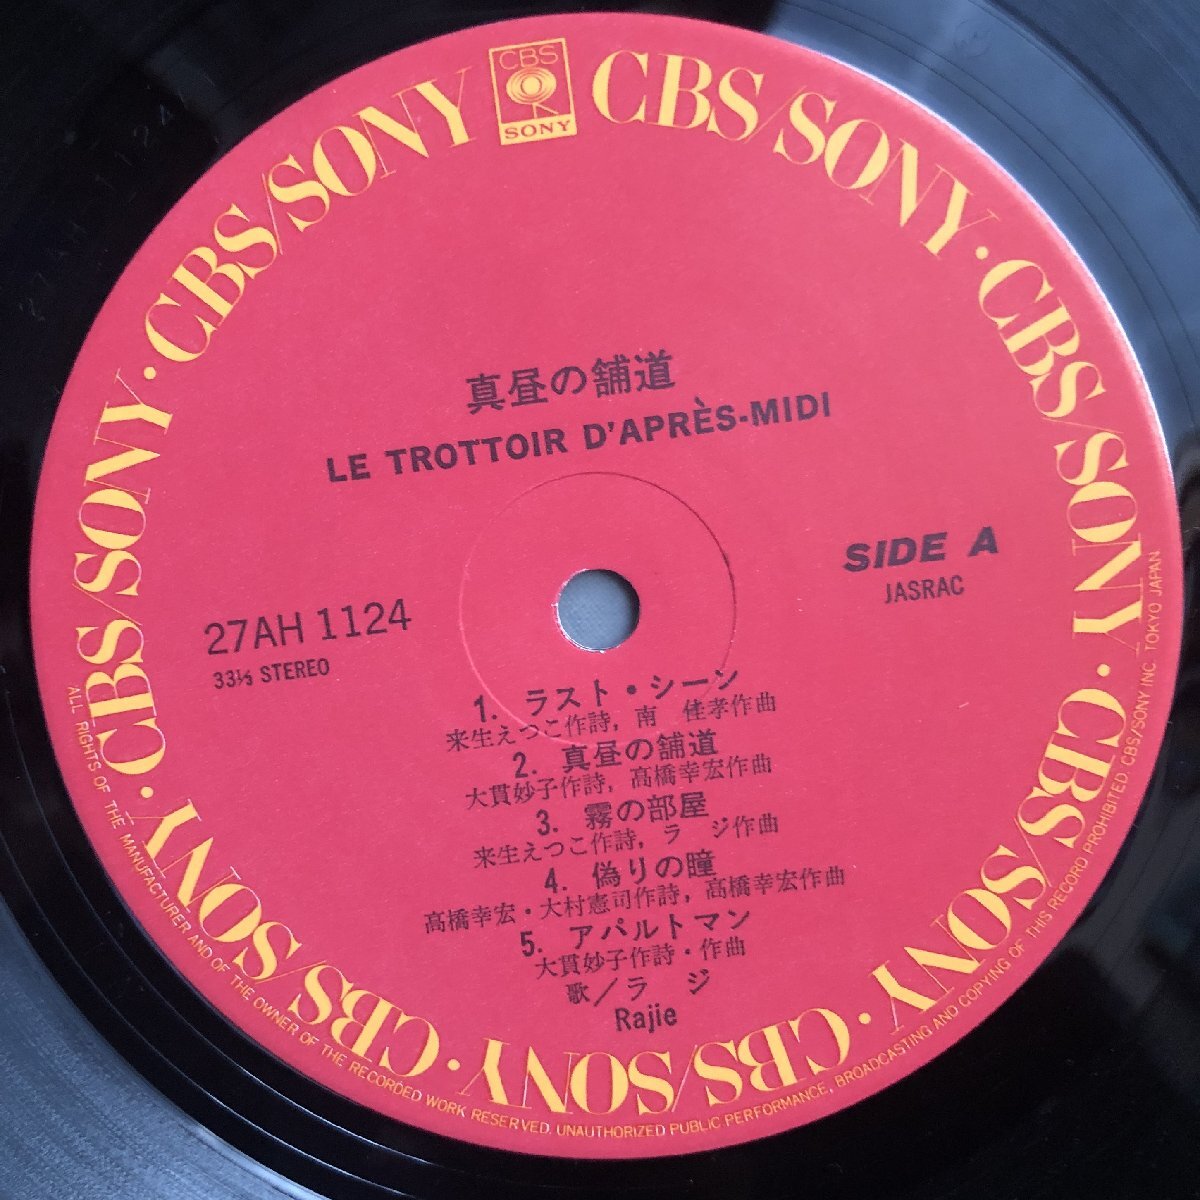 CBS
SONY
CBS/SONY · CBS/SONY · CBS/SONY · CBS/SONY · CBS/SONY · CBS/SONY · CBS/SONY · CBS/SONY
真昼の舗道
LE TROTTOIR D'APRÈS-MIDI
SIDE A
JASRAC
27AH 1124
33⅓ STEREO
1. ラスト・シーン
来生えつこ作詩, 南 佳孝作曲
2. 真昼の舗道
大貫妙子作詩, 高橋幸宏作曲
3. 霧の部屋
来生えつこ作詩, ラ ジ作曲
4. 偽りの瞳
高橋幸宏・大村憲司作詩, 高橋幸宏作曲
5. アパルトマン
大貫妙子作詩・作曲
歌/ラ ジ
Rajie
ALL RIGHTS OF THE MANUFACTURER AND OF THE OWNER OF THE RECORDED WORK RESERVED. UNAUTHORIZED PUBLIC PERFORMANCE, BROADCASTING AND COPYING OF THIS RECORD PROHIBITED. CBS/SONY INC. TOKYO JAPAN